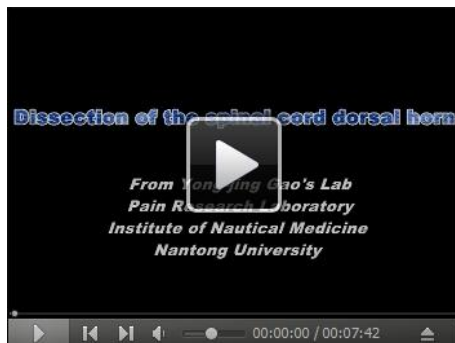 Dissection of the spinal cord dorsal horn
From Yong-jing Gao's Lab
Pain Research Laboratory
Institute of Nautical Medicine
Nantong University
00:00:00 / 00:07:42